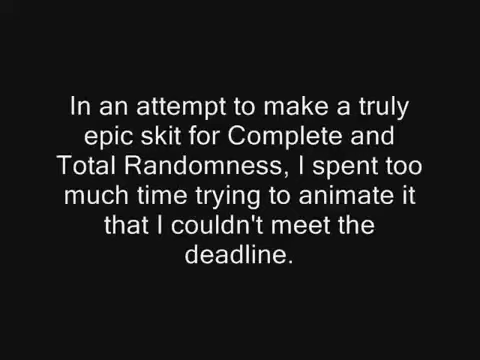 In an attempt to make a truly
epic skit for Complete and
Total Randomness, I spent too
much time trying to animate it
that I couldn't meet the
deadline.